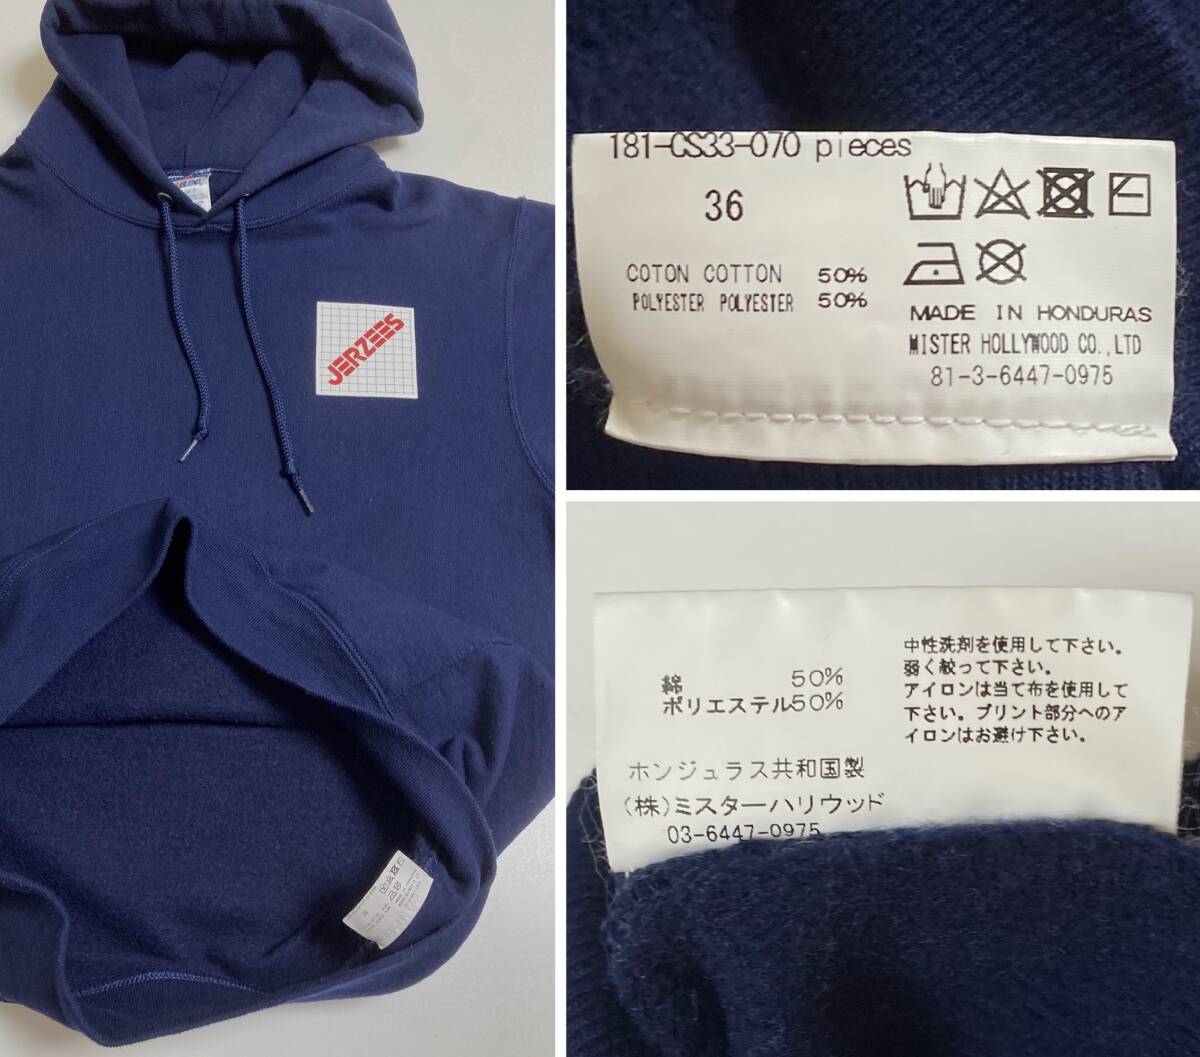 BLEND
JERZEES
181-CS33-070 pieces
36
COTON COTTON 50%
POLYESTER POLYESTER 50%
MADE IN HONDURAS
MISTER HOLLYWOOD CO.,LTD
81-3-6447-0975
綿 50%
ポリエステル50%
ホンジュラス共和国製
(株)ミスターハリウッド
03-6447-0975
中性洗剤を使用して下さい。
弱く絞って下さい。
アイロンは当て布を使用して
下さい。プリント部分へのア
イロンはお避け下さい。